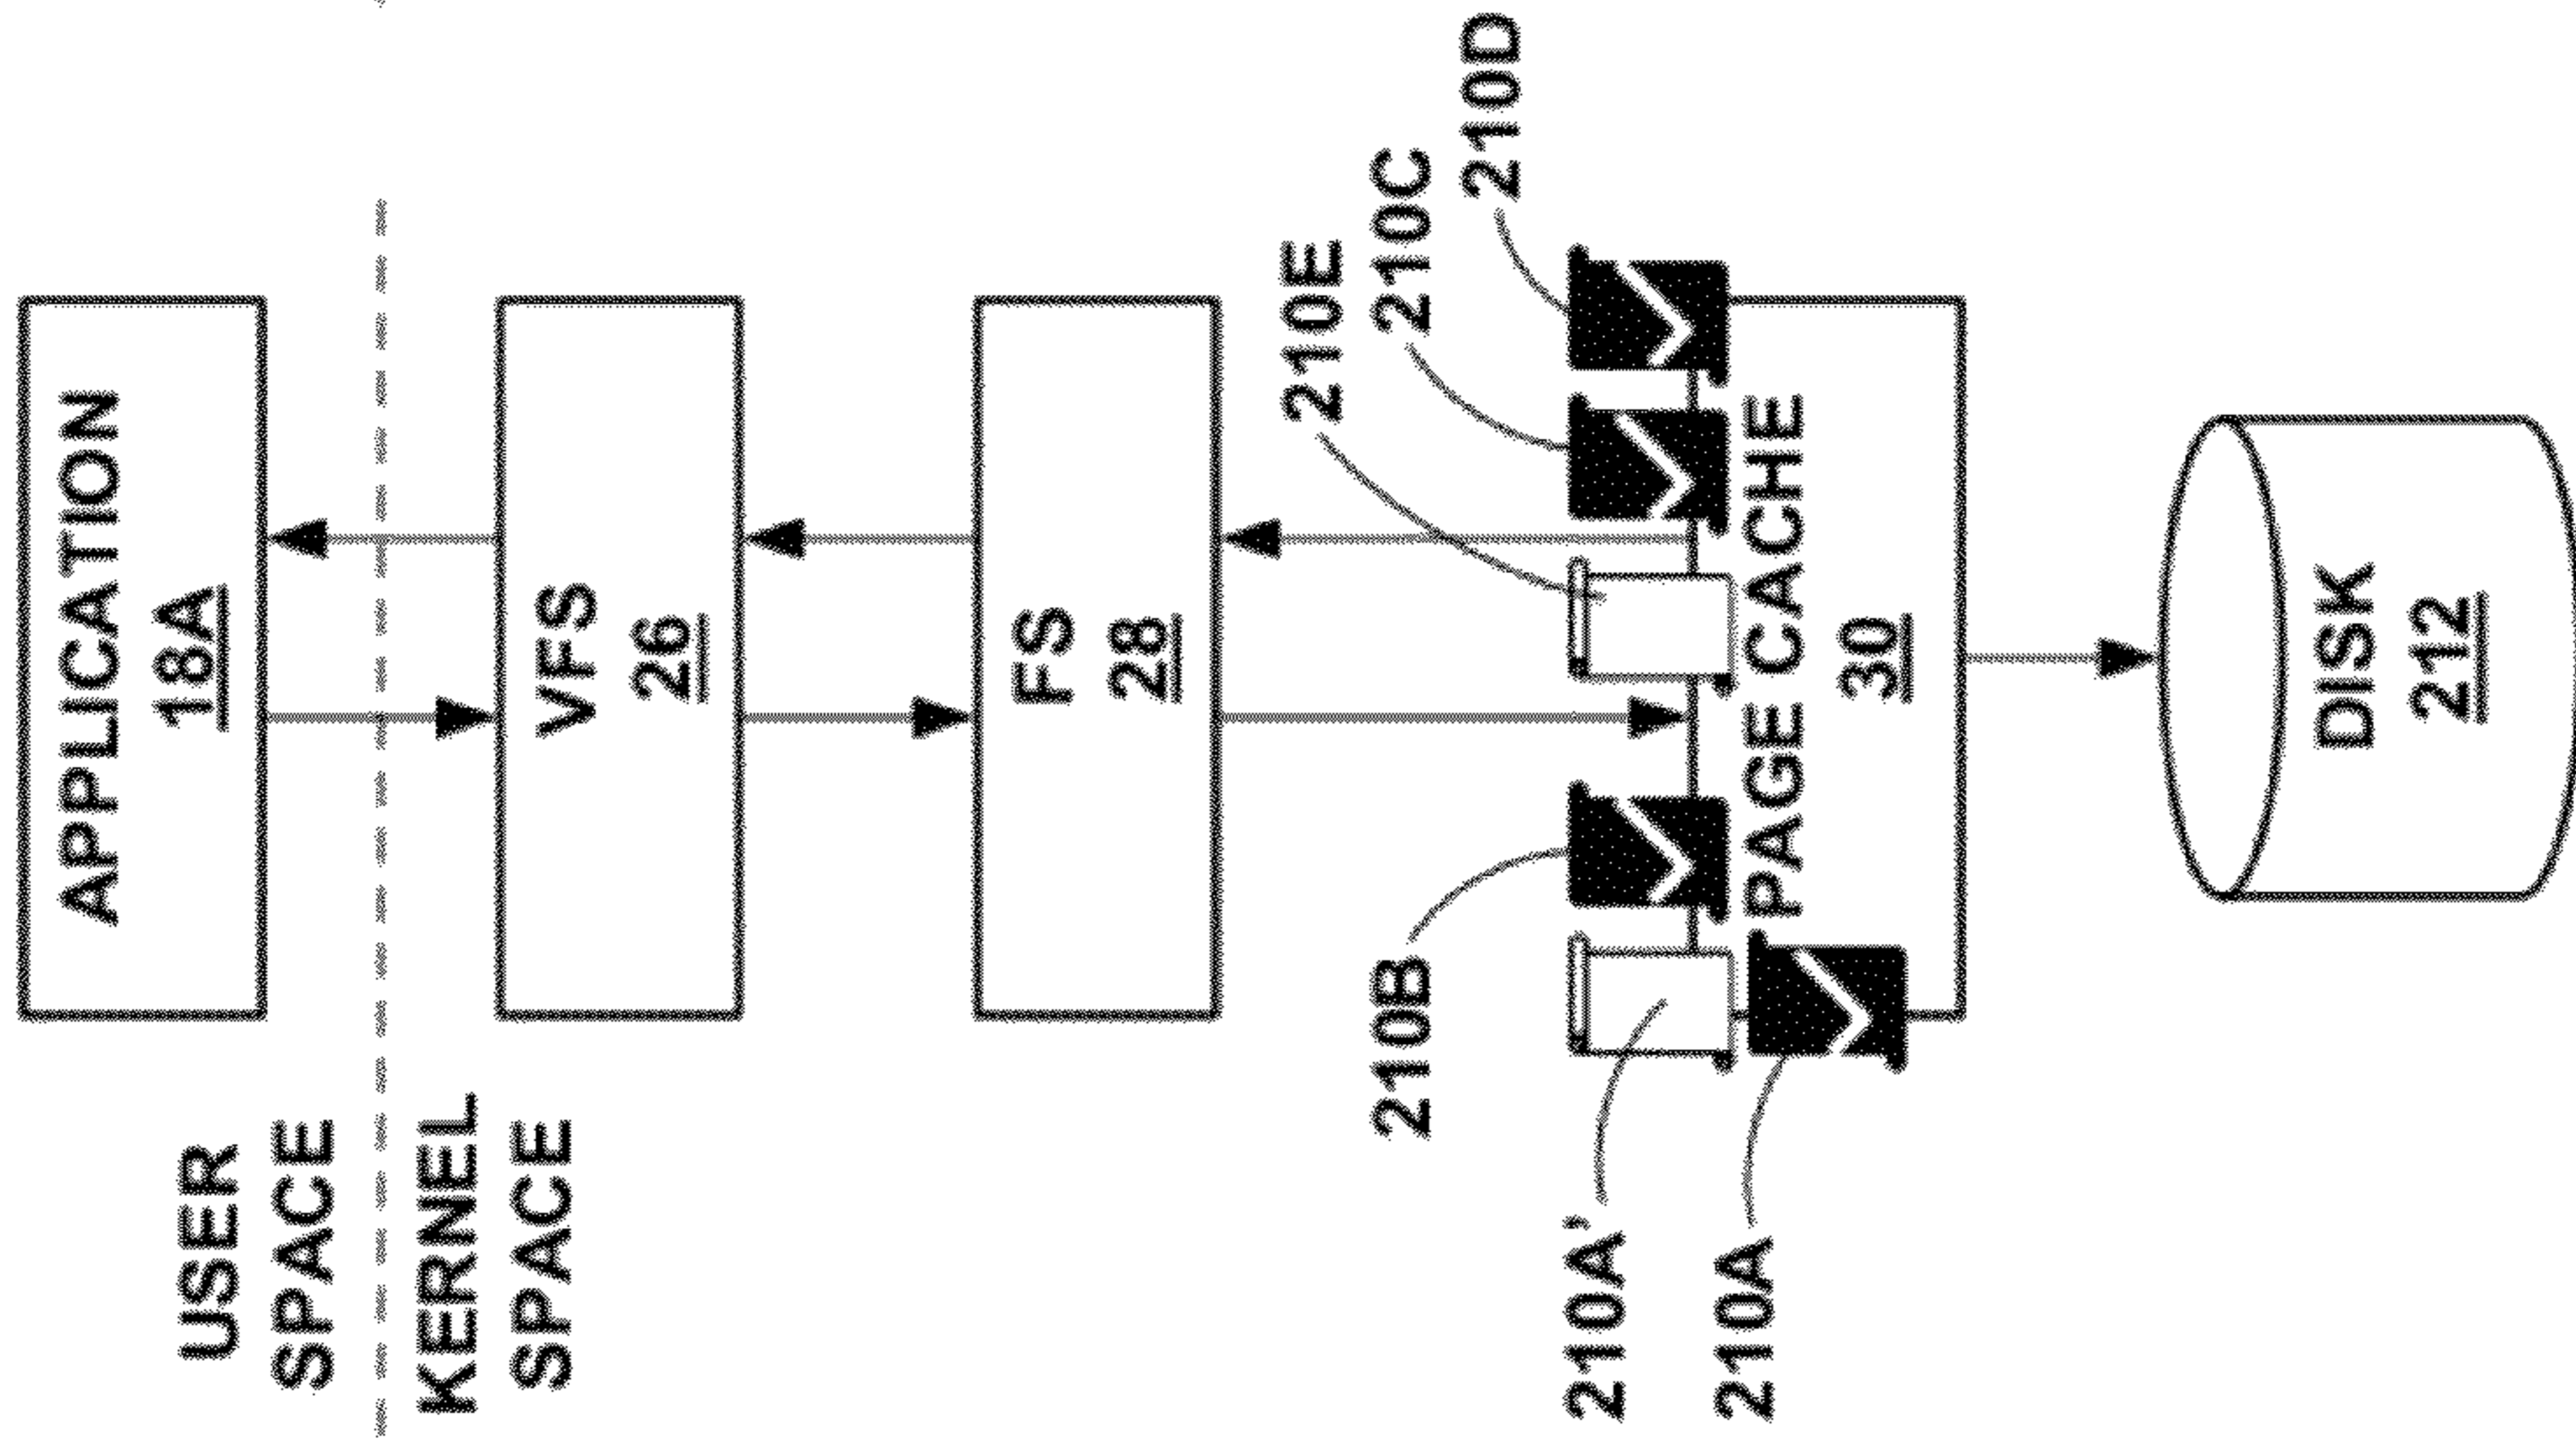 APPLICATION
18A
USER
SPACE
KERNEL
SPACE
VFS
26
FS
28
210E
210C
210D
210B
210A'
210A
PAGE CACHE
30
DISK
212